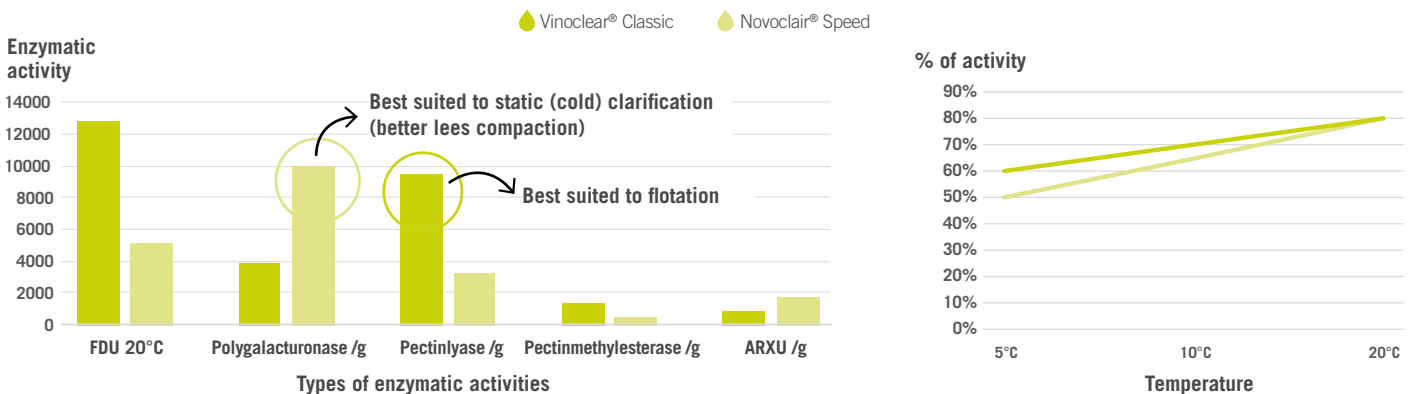 Vinoclear® Classic
Novoclair® Speed
Enzymatic
activity
14000
12000
10000
8000
6000
4000
2000
0
Best suited to static (cold) clarification
(better lees compaction)
Best suited to flotation
FDU 20°C
Polygalacturonase /g
Pectinlyase /g
Pectinmethylesterase /g
ARXU /g
Types of enzymatic activities
% of activity
90%
80%
70%
60%
50%
40%
30%
20%
10%
0%
5°C
10°C
20°C
Temperature